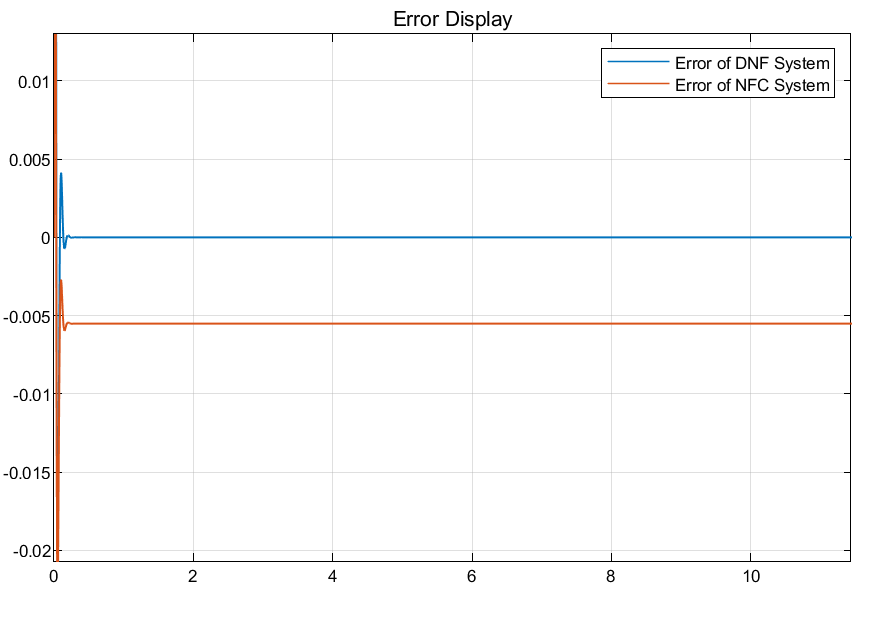 Error Display
Error of DNF System
Error of NFC System
0.01
0.005
0
-0.005
-0.01
-0.015
-0.02
0 2 4 6 8 10